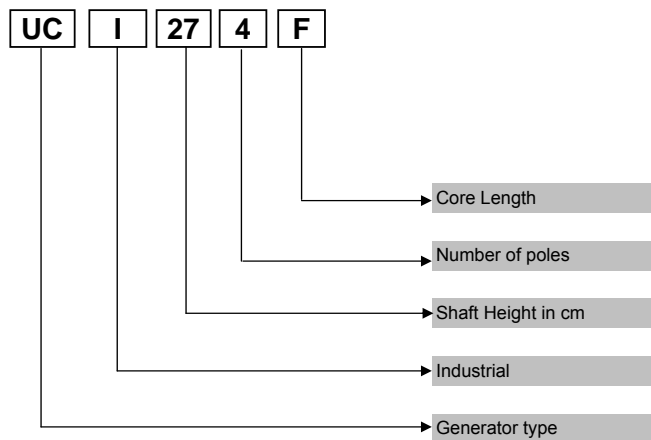 UC I 27 4 F
Core Length
Number of poles
Shaft Height in cm
Industrial
Generator type